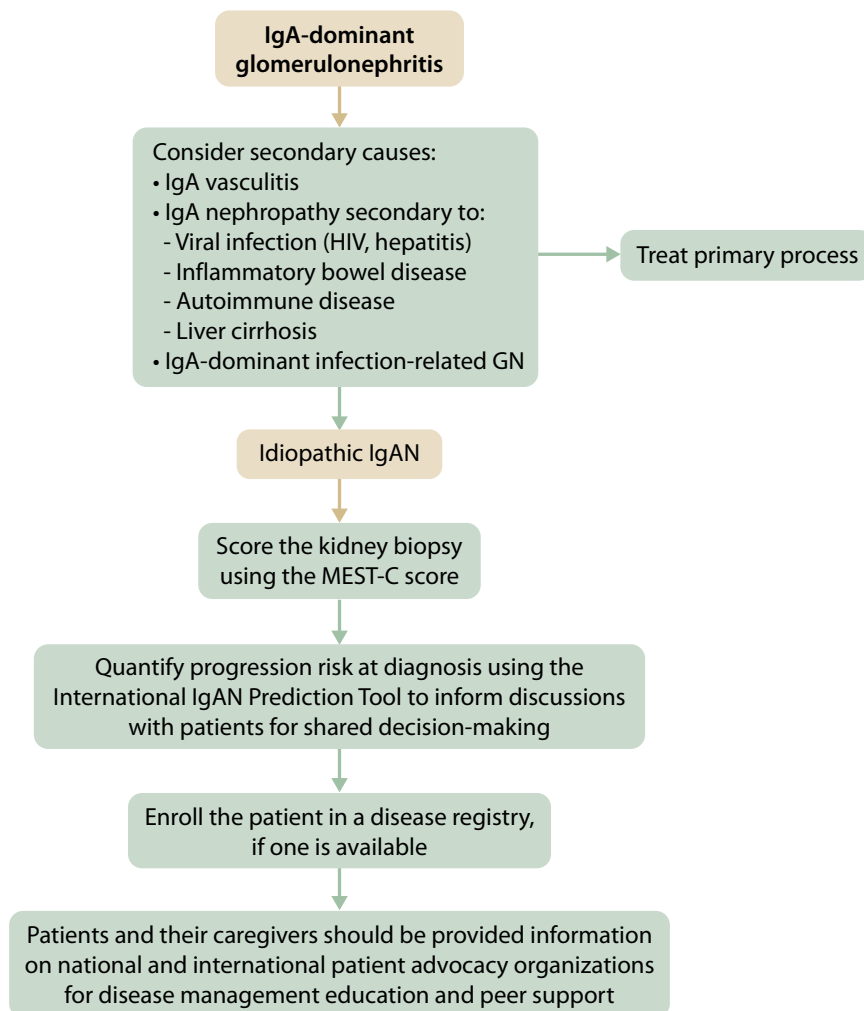 IgA-dominant
glomerulonephritis
Consider secondary causes:
• IgA vasculitis
• IgA nephropathy secondary to:
- Viral infection (HIV, hepatitis)
- Inflammatory bowel disease
- Autoimmune disease
- Liver cirrhosis
• IgA-dominant infection-related GN
Treat primary process
Idiopathic IgAN
Score the kidney biopsy
using the MEST-C score
Quantify progression risk at diagnosis using the
International IgAN Prediction Tool to inform discussions
with patients for shared decision-making
Enroll the patient in a disease registry,
if one is available
Patients and their caregivers should be provided information
on national and international patient advocacy organizations
for disease management education and peer support